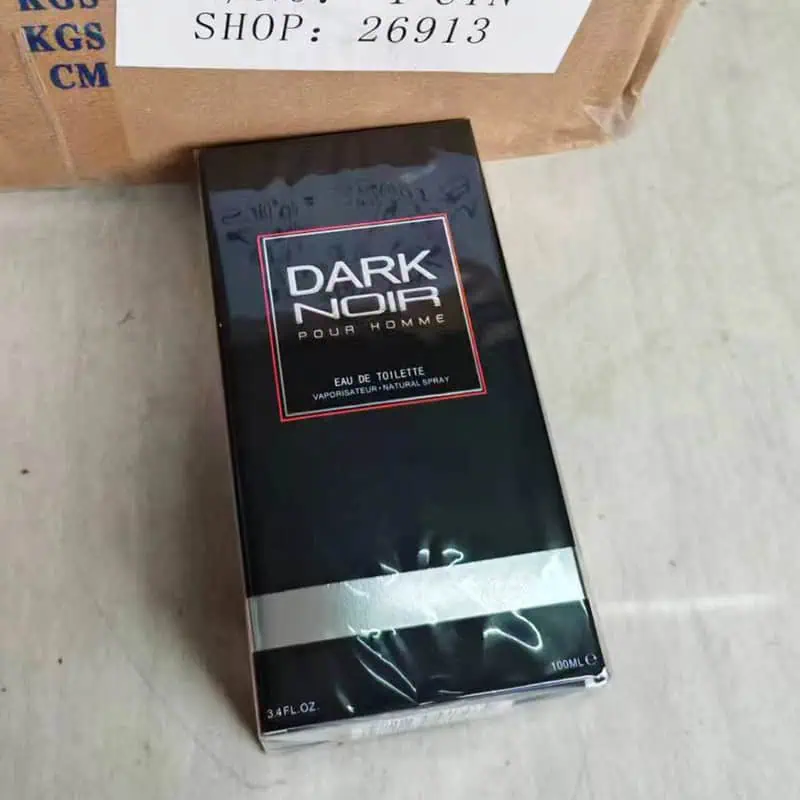 KGS
KGS
CM
SHOP: 26913
DARK
NOIR
POUR HOMME
EAU DE TOILETTE
VAPORISATEUR • NATURAL SPRAY
100ML ℮
3.4FL.OZ.